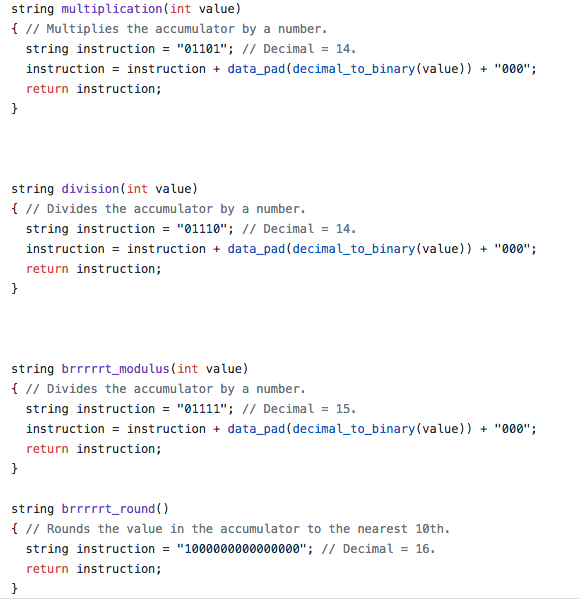 string multiplication(int value)
{ // Multiplies the accumulator by a number.
  string instruction = "01101"; // Decimal = 14.
  instruction = instruction + data_pad(decimal_to_binary(value)) + "000";
  return instruction;
}
string division(int value)
{ // Divides the accumulator by a number.
  string instruction = "01110"; // Decimal = 14.
  instruction = instruction + data_pad(decimal_to_binary(value)) + "000";
  return instruction;
}
string brrrrrt_modulus(int value)
{ // Divides the accumulator by a number.
  string instruction = "01111"; // Decimal = 15.
  instruction = instruction + data_pad(decimal_to_binary(value)) + "000";
  return instruction;
}
string brrrrrt_round()
{ // Rounds the value in the accumulator to the nearest 10th.
  string instruction = "1000000000000000"; // Decimal = 16.
  return instruction;
}